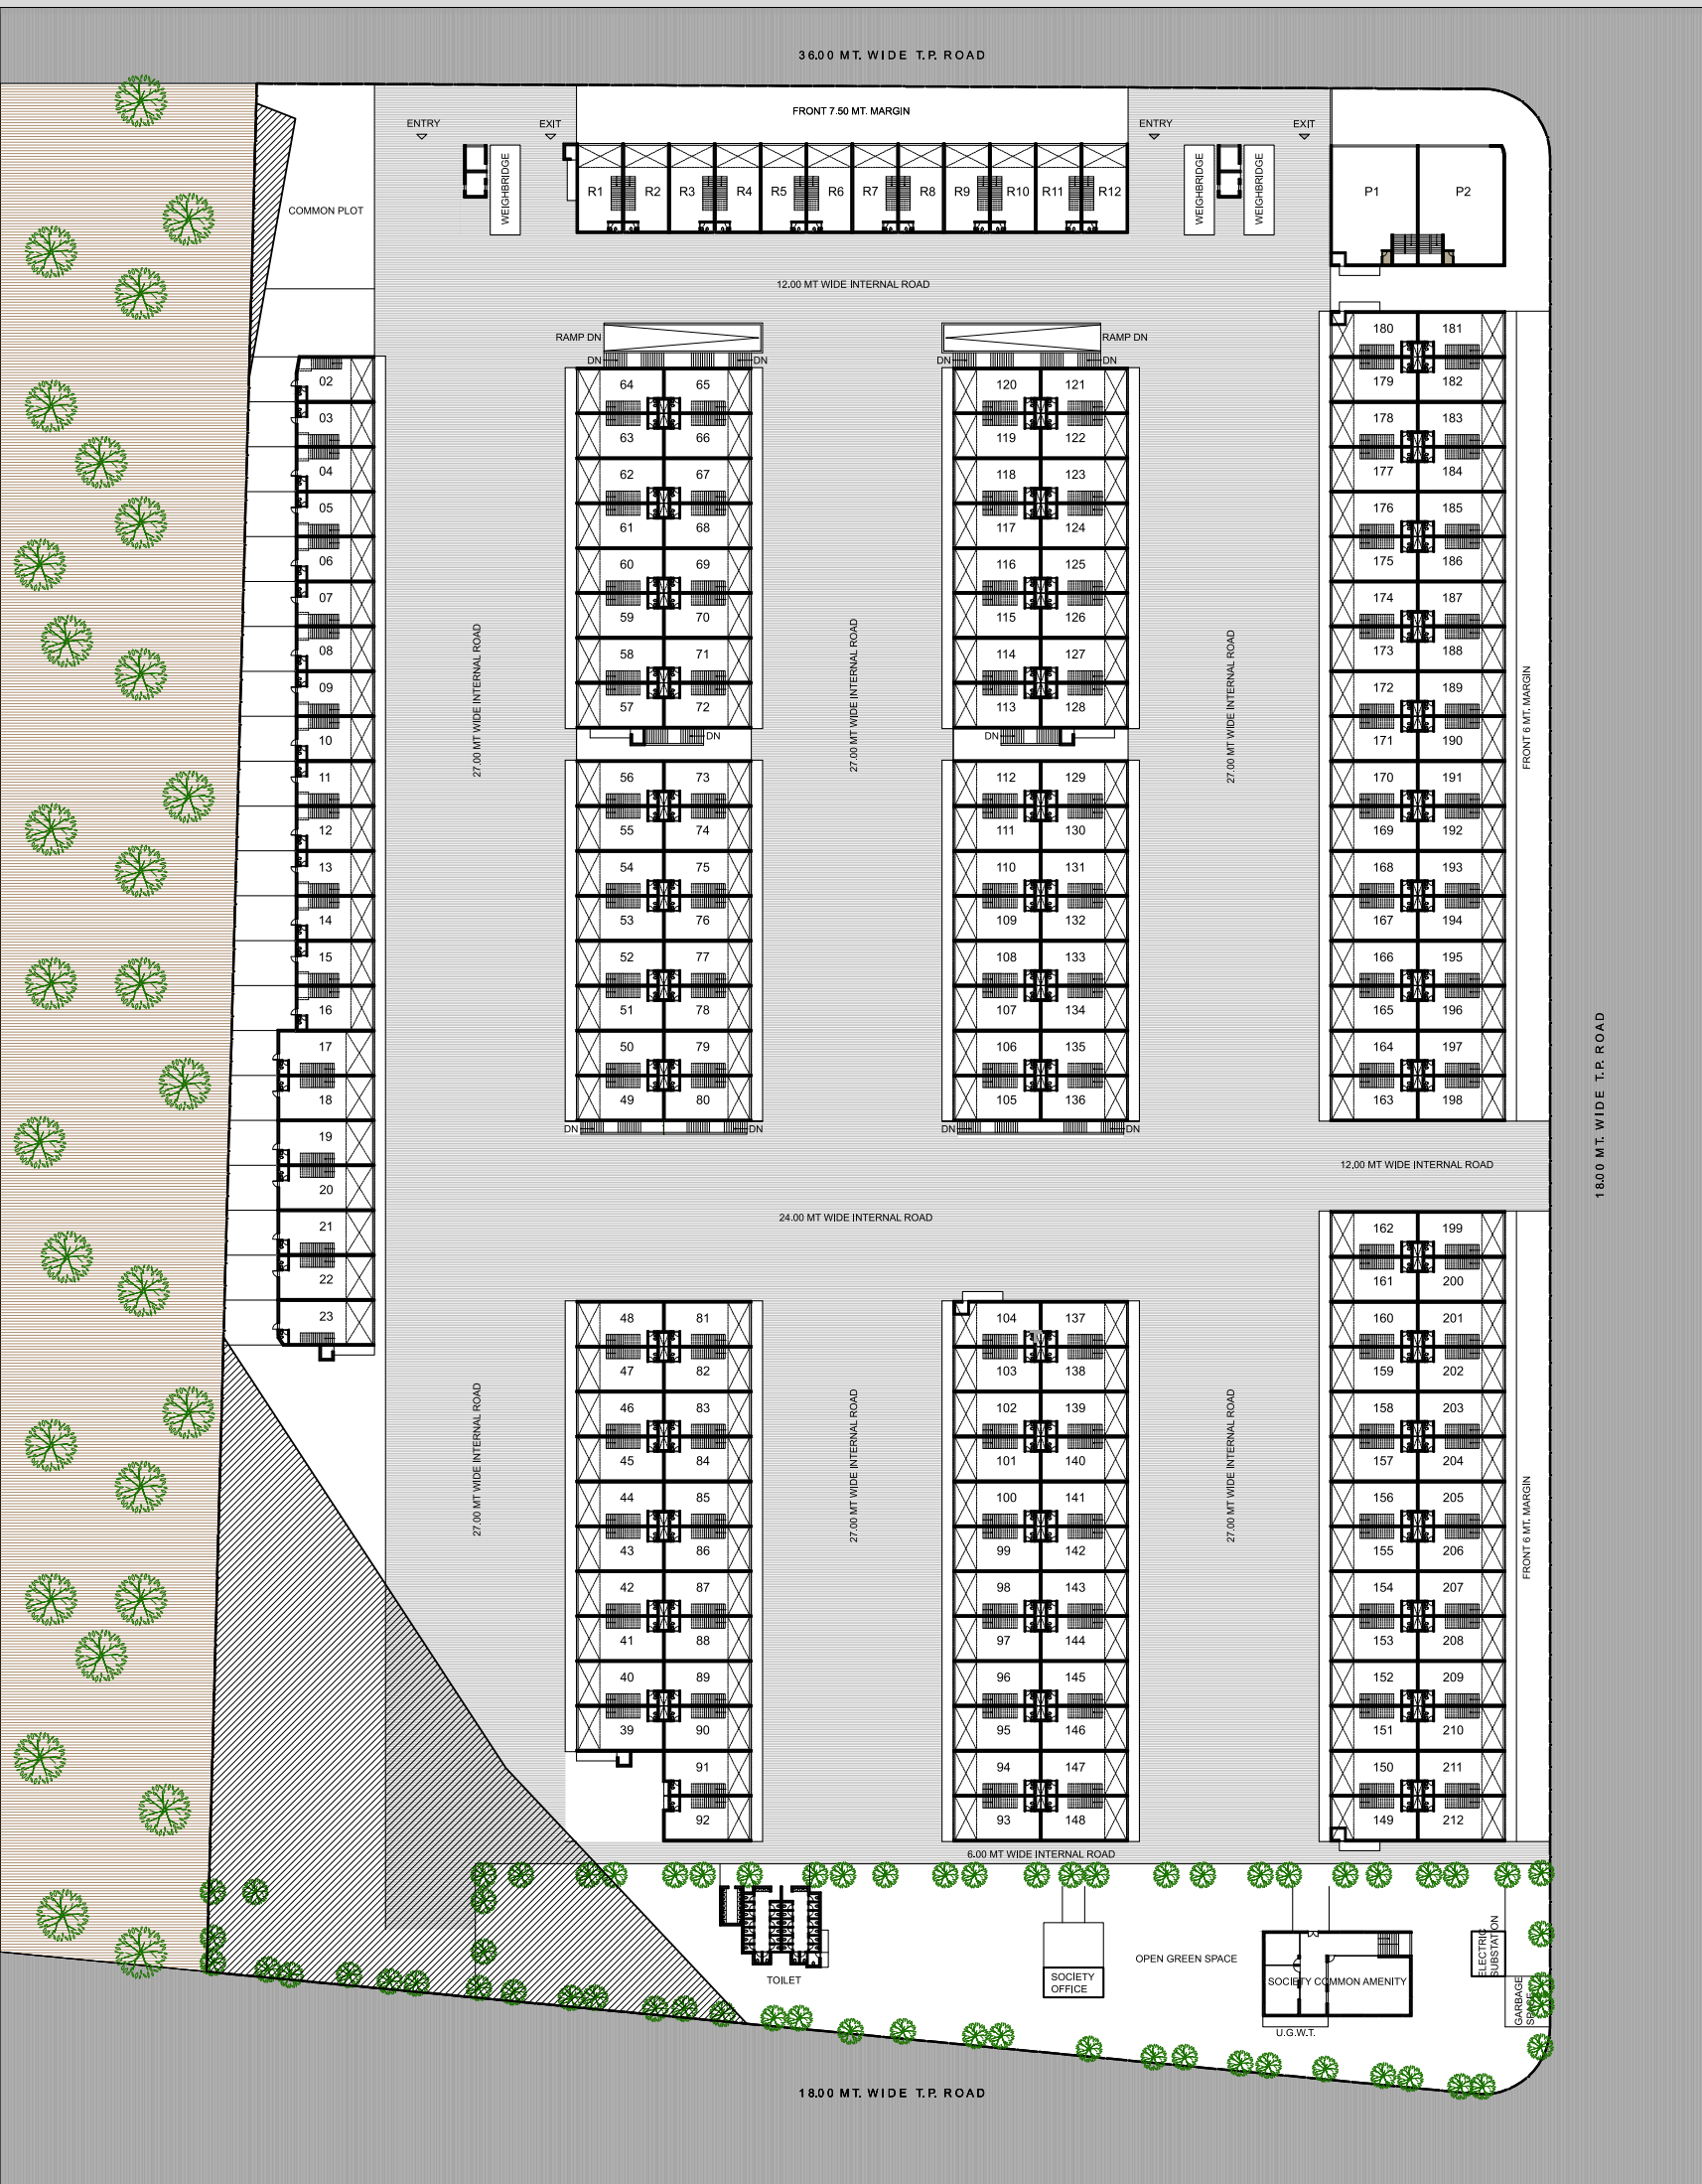 36.00 MT. WIDE T.P. ROAD
FRONT 7.50 MT. MARGIN
ENTRY EXIT ENTRY EXIT
WEIGHBRIDGE WEIGHBRIDGE WEIGHBRIDGE
COMMON PLOT
R1 R2 R3 R4 R5 R6 R7 R8 R9 R10 R11 R12
P1 P2
12.00 MT WIDE INTERNAL ROAD
RAMP DN RAMP DN
DN DN DN DN
180 181
02 64 65 120 121 179 182
03 63 66 119 122 178 183
04 62 67 118 123 177 184
05 61 68 117 124 176 185
06 60 69 116 125 175 186
07 59 70 115 126 174 187
08 58 71 114 127 173 188
09 57 72 113 128 172 189
27.00 MT WIDE INTERNAL ROAD
27.00 MT WIDE INTERNAL ROAD
27.00 MT WIDE INTERNAL ROAD
FRONT 6 MT. MARGIN
DN DN
10 171 190
11 56 73 112 129 170 191
12 55 74 111 130 169 192
13 54 75 110 131 168 193
14 53 76 109 132 167 194
15 52 77 108 133 166 195
16 51 78 107 134 165 196
17 50 79 106 135 164 197
18 49 80 105 136 163 198
DN DN DN DN
18.00 MT. WIDE T.P. ROAD
19
12,00 MT WIDE INTERNAL ROAD
20
24.00 MT WIDE INTERNAL ROAD
21 162 199
22 161 200
23 48 81 104 137 160 201
47 82 103 138 159 202
46 83 102 139 158 203
45 84 101 140 157 204
27.00 MT WIDE INTERNAL ROAD
27.00 MT WIDE INTERNAL ROAD
27.00 MT WIDE INTERNAL ROAD
FRONT 6 MT. MARGIN
44 85 100 141 156 205
43 86 99 142 155 206
42 87 98 143 154 207
41 88 97 144 153 208
40 89 96 145 152 209
39 90 95 146 151 210
91 94 147 150 211
92 93 148 149 212
6.00 MT WIDE INTERNAL ROAD
ELECTRIC
SUBSTATION
OPEN GREEN SPACE
TOILET
SOCIETY
OFFICE
SOCIETY COMMON AMENITY
GARBAGE
SPACE
U.G.W.T.
18.00 MT. WIDE T.P. ROAD